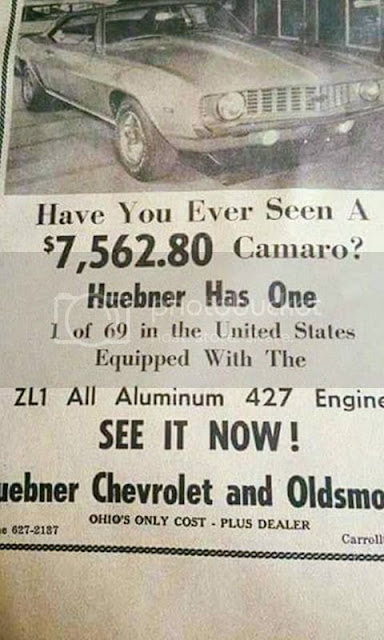 Have You Ever Seen A
$7,562.80 Camaro?
Huebner Has One
photobucket
1 of 69 in the United States
Equipped With The
ZL1 All Aluminum 427 Engine
SEE IT NOW!
uebner Chevrolet and Oldsmo
OHIO'S ONLY COST - PLUS DEALER
e 627-2187
Carroll